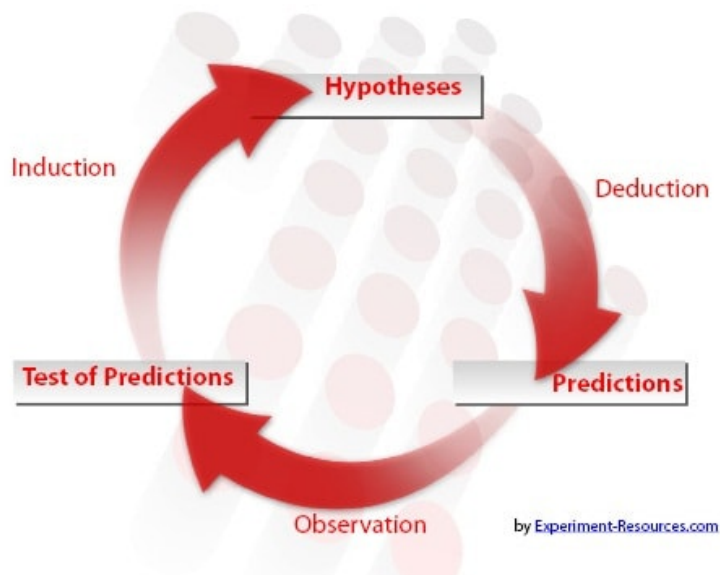 Hypotheses
Induction
Deduction
Test of Predictions
Predictions
Observation
by Experiment-Resources.com